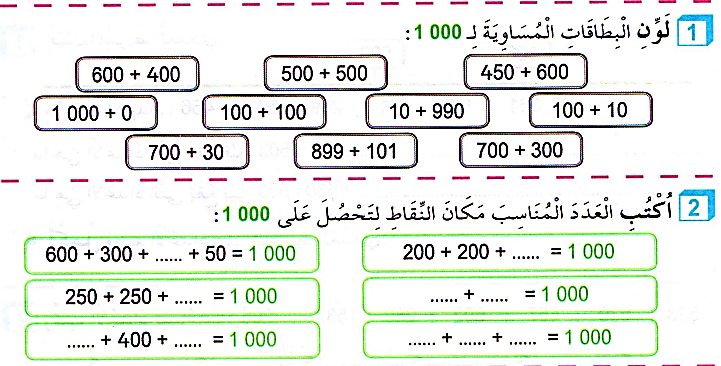 1 لَوِّنِ الْبِطَاقَاتِ الْمُسَاوِيَةَ لِـ 1 000 :
600 + 400 500 + 500 450 + 600
1 000 + 0 100 + 100 10 + 990 100 + 10
700 + 30 899 + 101 700 + 300
2 اُكْتُبِ الْعَدَدَ الْمُنَاسِبَ مَكَانَ النِّقَاطِ لِتَحْصُلَ عَلَى 1 000 :
600 + 300 + ...... + 50 = 1 000 200 + 200 + ...... = 1 000
250 + 250 + ...... = 1 000 ...... + ...... = 1 000
...... + 400 + ...... = 1 000 ...... + ...... + ...... = 1 000